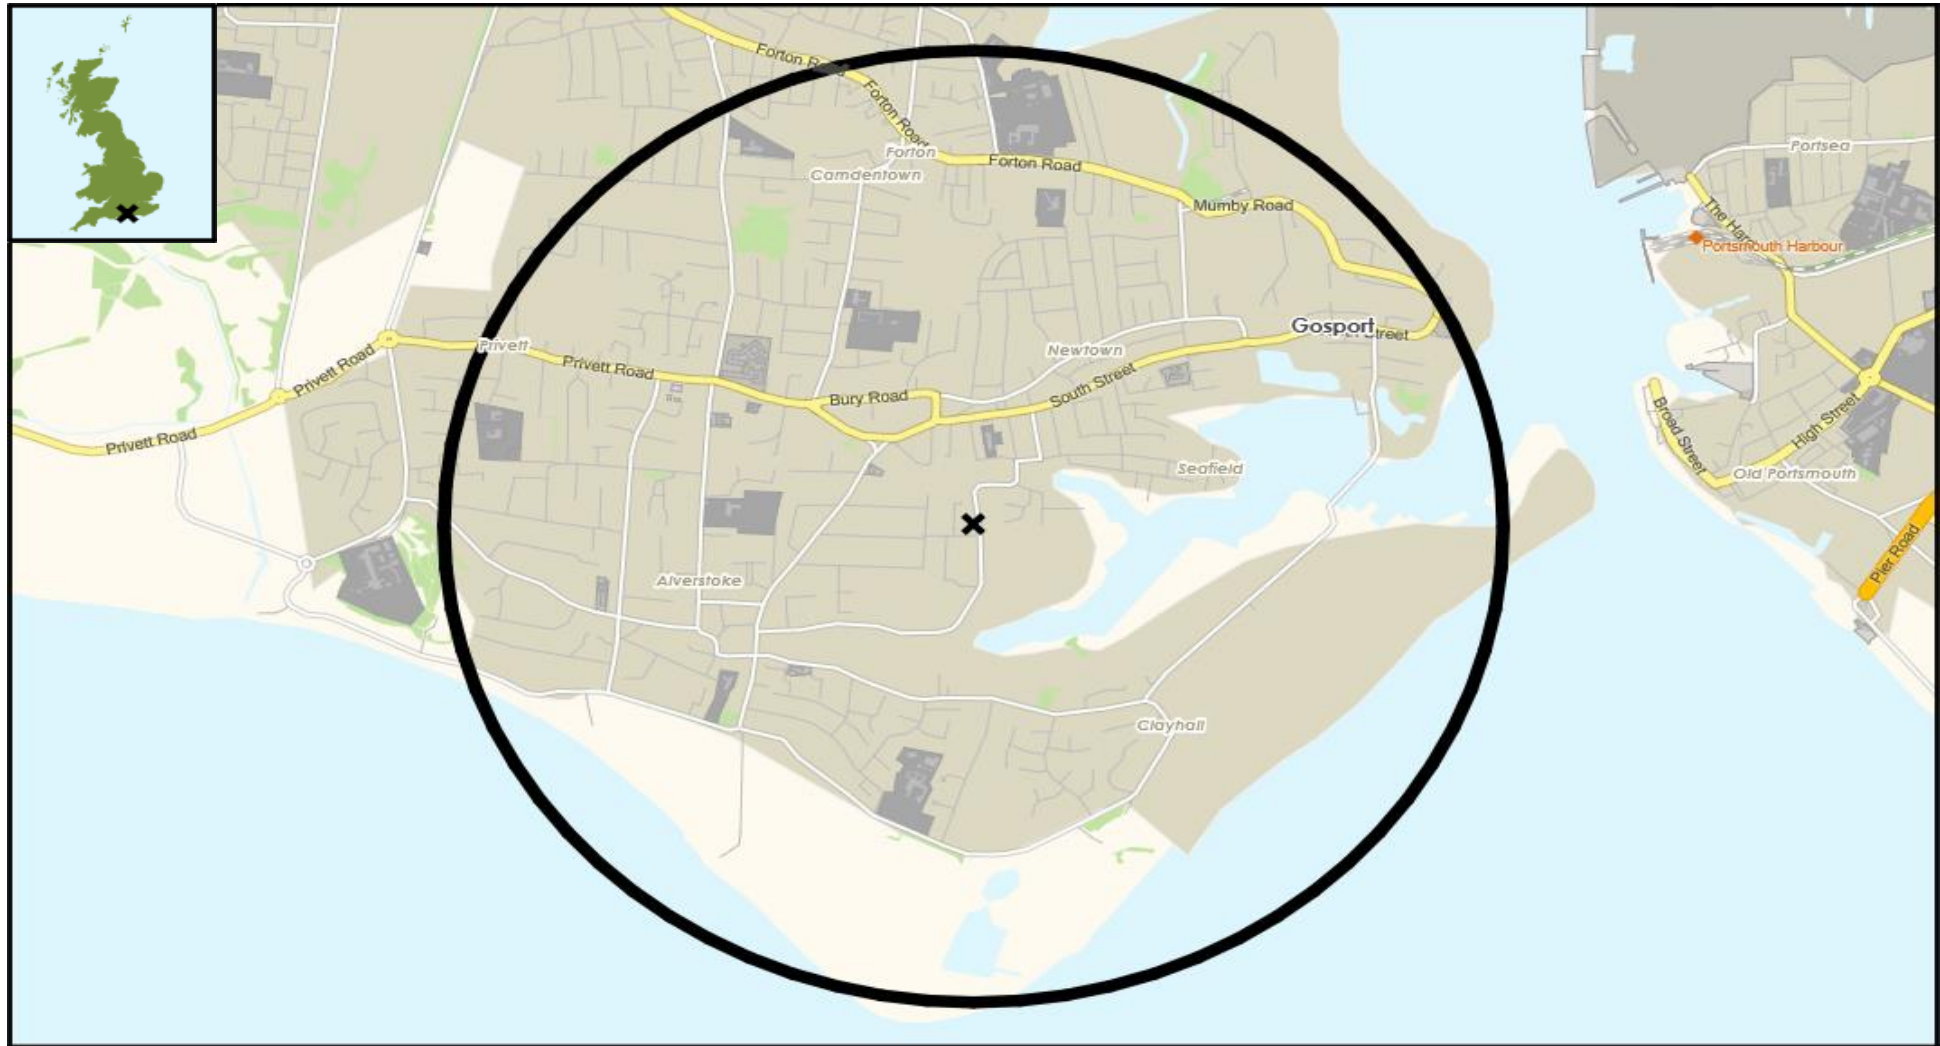 Forton Road
Forton Road
Forton
Forton Road
Camdentown
Portsea
Mumby Road
The Har
Portsmouth Harbour
Gosport
Street
Privett
Newtown
Privett Road
Privett Road
South Street
Bury Road
Broad Street
High Street
Privett Road
Seafield
Old Portsmouth
Pier Road
Alverstoke
Clayhall